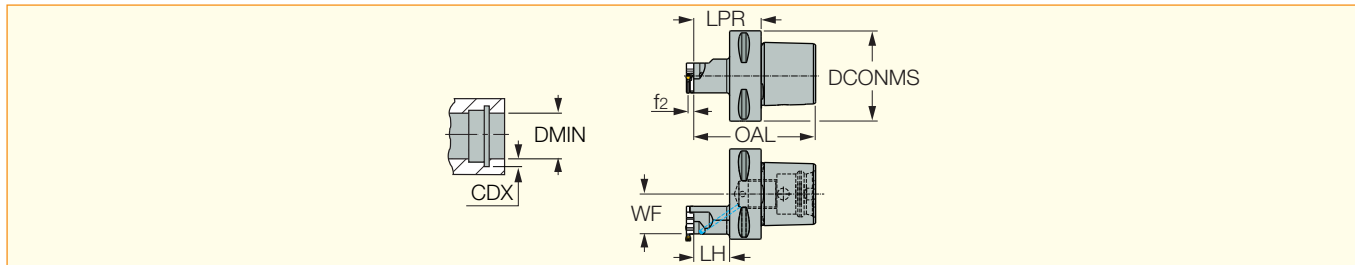 LPR
DCONMS
f2
OAL
DMIN
CDX
WF
LH